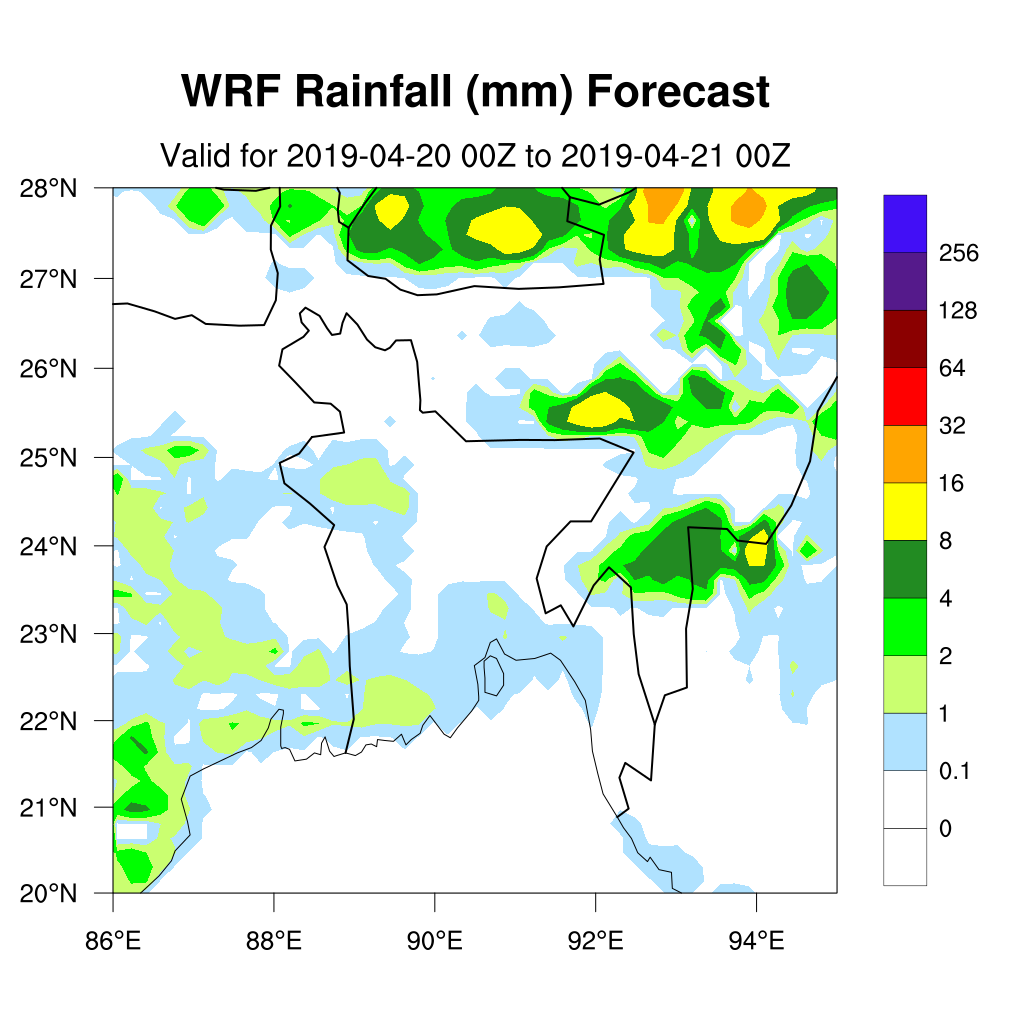 WRF Rainfall (mm) Forecast
Valid for 2019-04-20 00Z to 2019-04-21 00Z
28°N
27°N
26°N
25°N
24°N
23°N
22°N
21°N
20°N
86°E 88°E 90°E 92°E 94°E
256
128
64
32
16
8
4
2
1
0.1
0